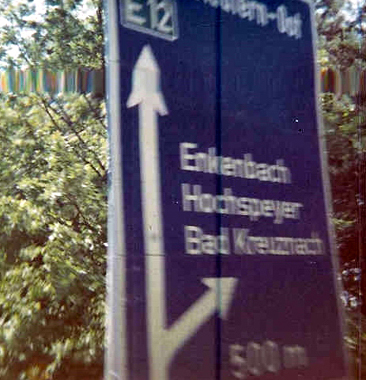 E12
Enkenbach
Hochspeyer
Bad Kreuznach
500 m